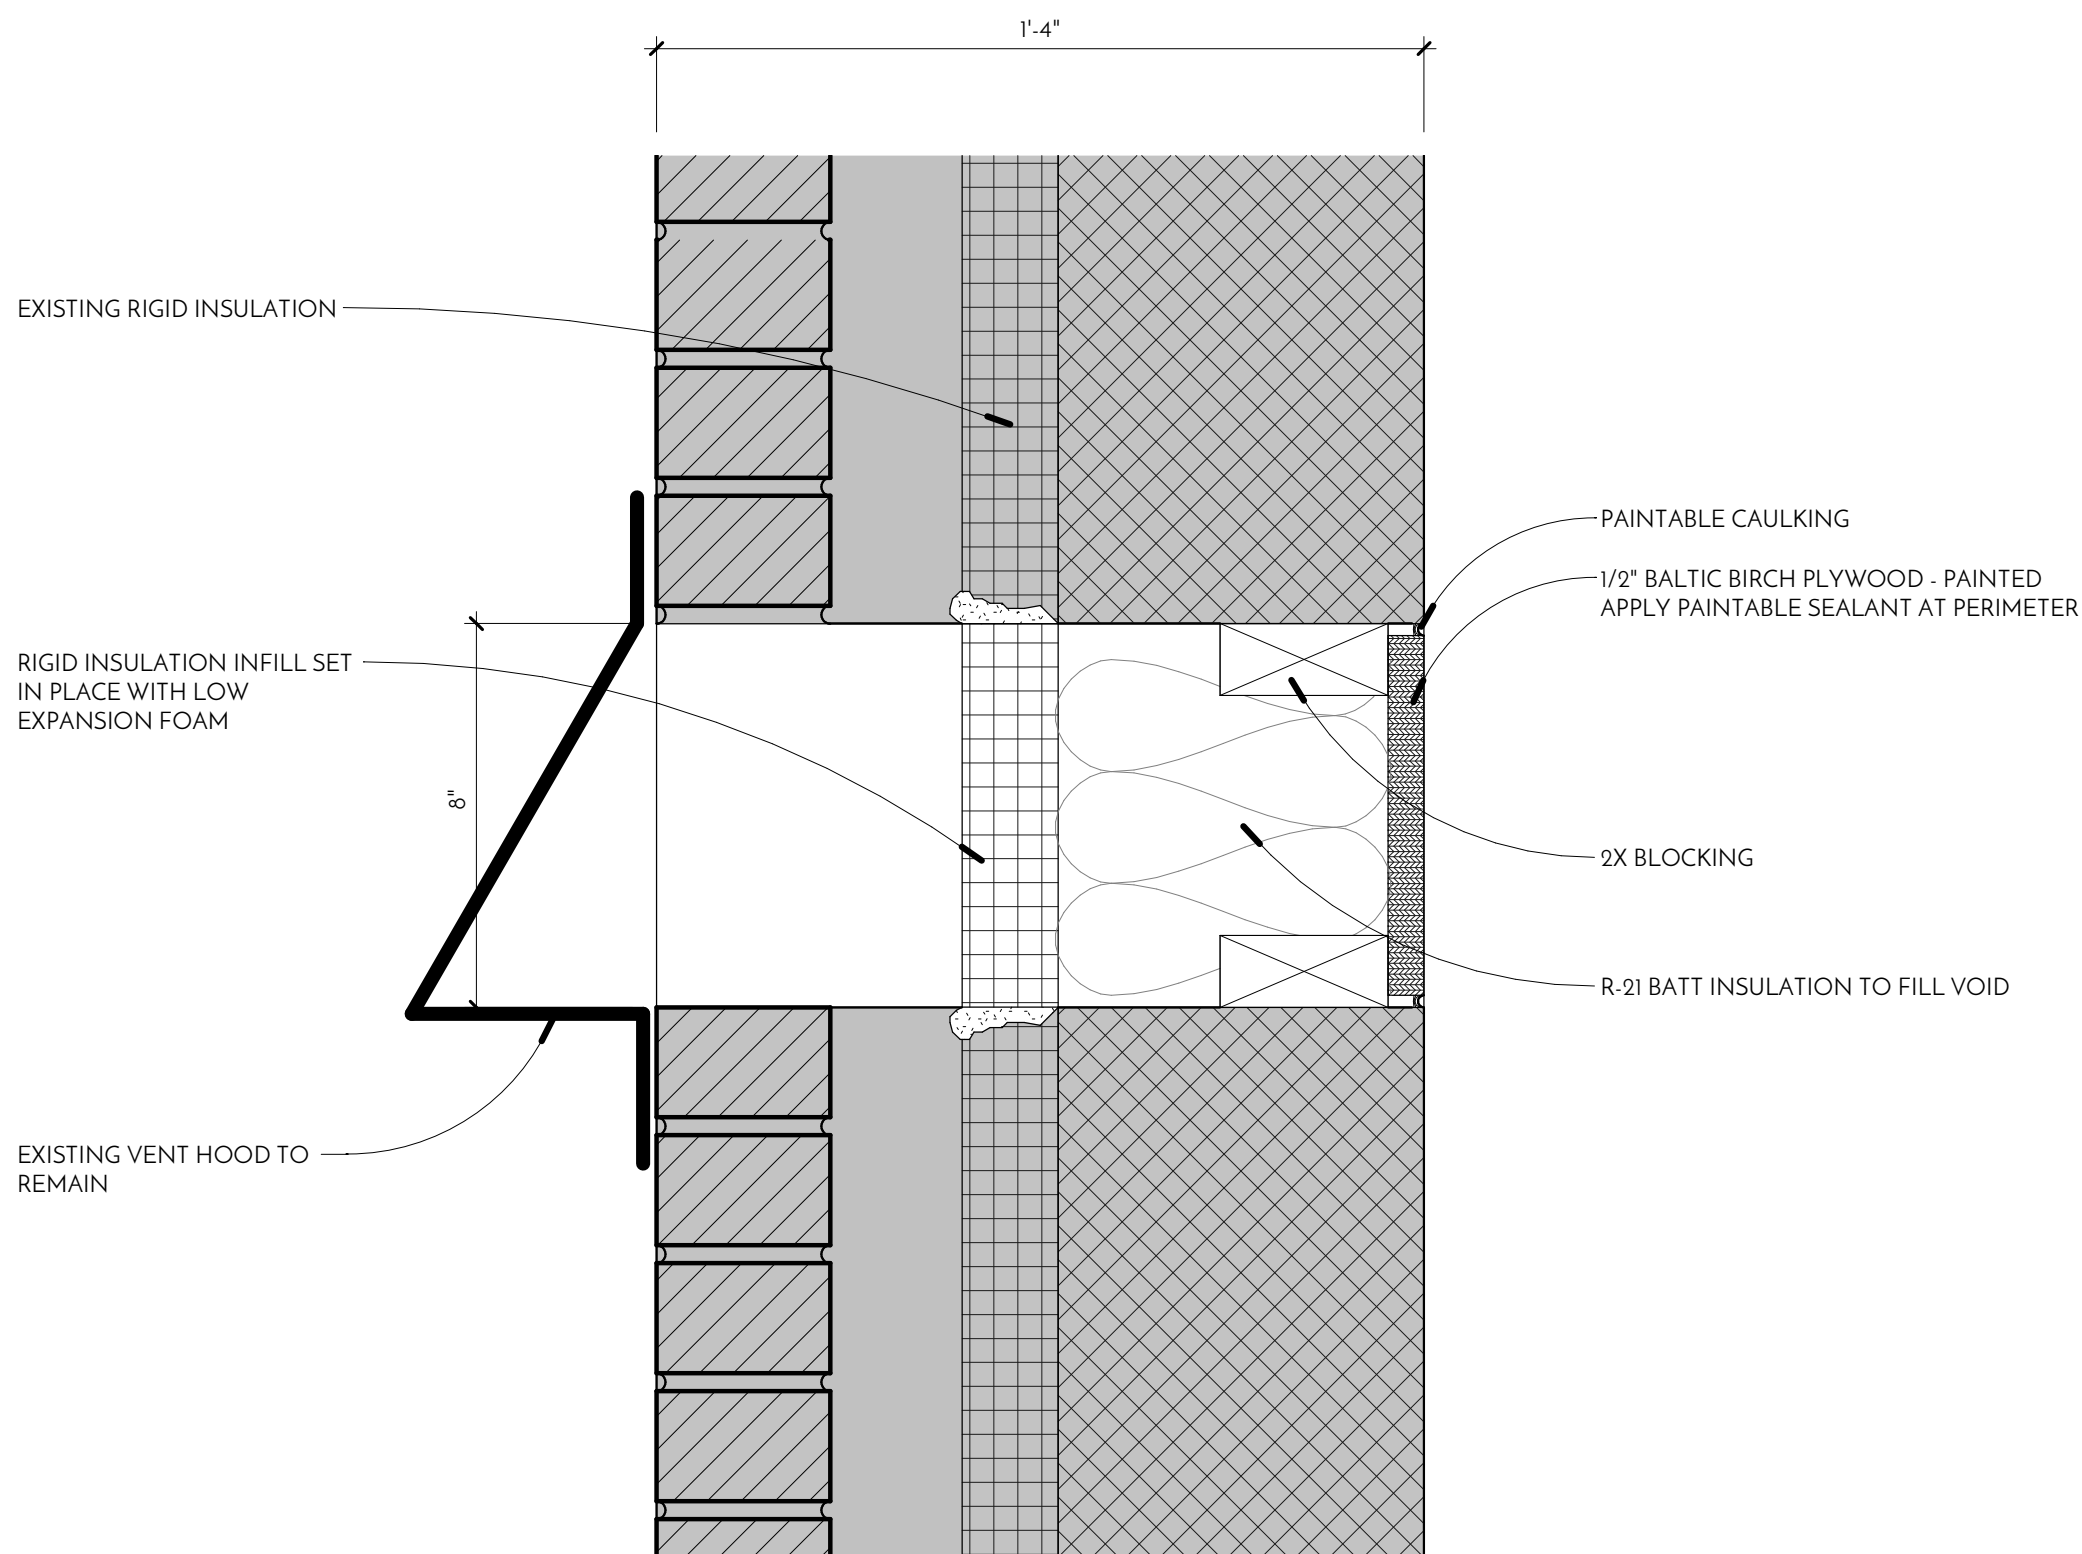 1'-4"
EXISTING RIGID INSULATION
PAINTABLE CAULKING
1/2" BALTIC BIRCH PLYWOOD - PAINTED
APPLY PAINTABLE SEALANT AT PERIMETER
RIGID INSULATION INFILL SET
IN PLACE WITH LOW
EXPANSION FOAM
8"
2X BLOCKING
R-21 BATT INSULATION TO FILL VOID
EXISTING VENT HOOD TO
REMAIN